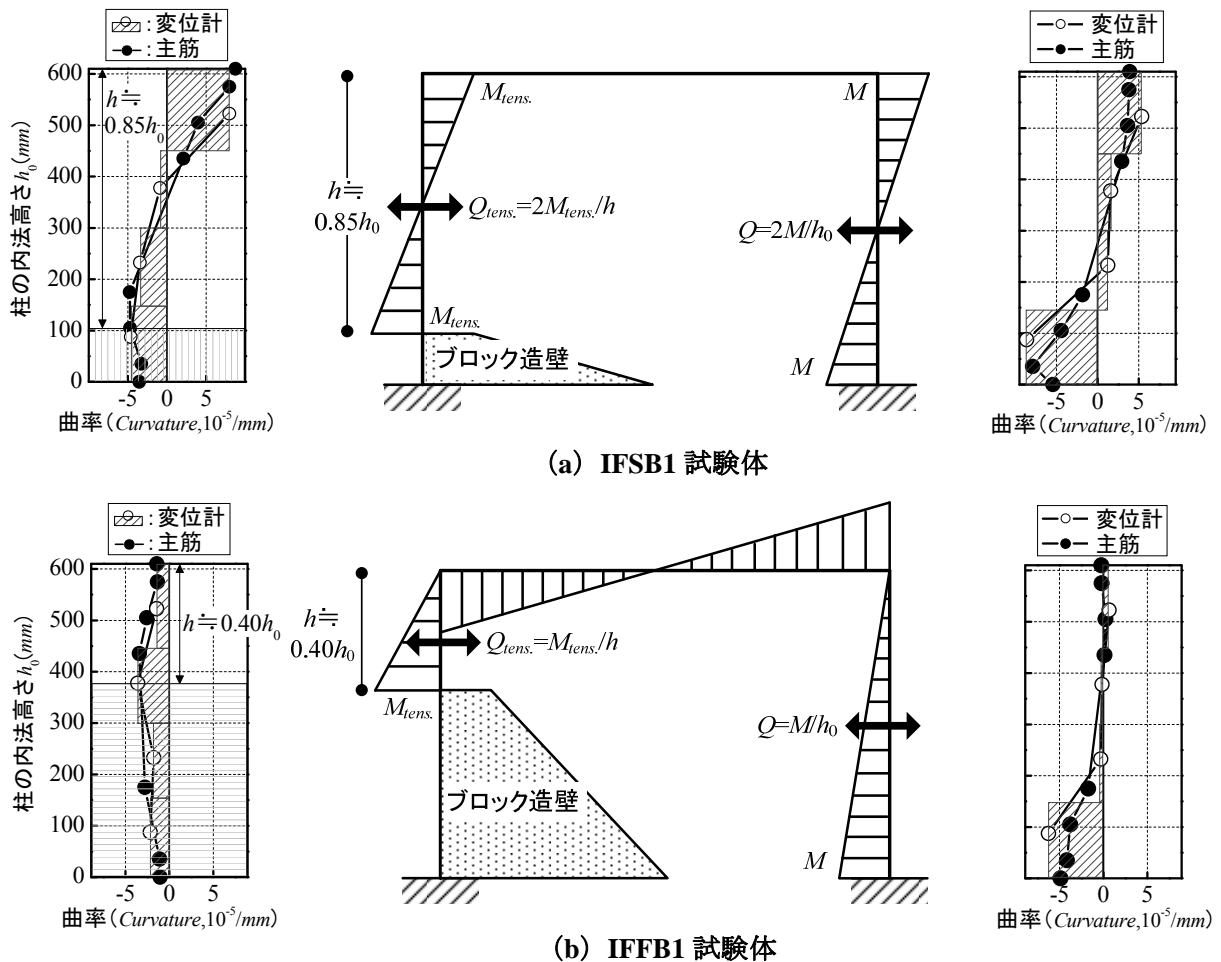 変位計
主筋
600
500
400
300
200
100
0
-5 0 5
h≒
0.85h₀
柱の内法高さ h₀(mm)
曲率(Curvature,10⁻⁵/mm)
h≒
0.85h₀
Mtens.
Qtens.=2Mtens./h
Mtens.
ブロック造壁
M
Q=2M/h₀
M
変位計
主筋
-5 0 5
曲率(Curvature,10⁻⁵/mm)
(a) IFSB1 試験体
:変位計
:主筋
600
500
400
300
200
100
0
-5 0
h≒0.40h₀
柱の内法高さ h₀(mm)
曲率(Curvature,10⁻⁵/mm)
h≒
0.40h₀
Qtens.=Mtens./h
Mtens.
ブロック造壁
Q=M/h₀
M
変位計
主筋
-5 0
曲率(Curvature,10⁻⁵/mm)
(b) IFFB1 試験体